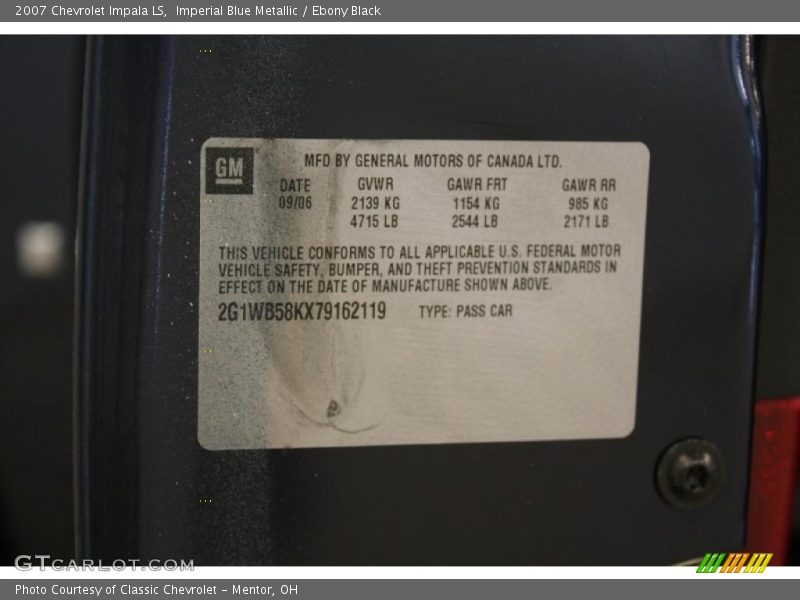 2007 Chevrolet Impala LS, Imperial Blue Metallic / Ebony Black
GM
MFD BY GENERAL MOTORS OF CANADA LTD.
DATE GVWR GAWR FRT GAWR RR
09/06 2139 KG 1154 KG 985 KG
4715 LB 2544 LB 2171 LB
THIS VEHICLE CONFORMS TO ALL APPLICABLE U.S. FEDERAL MOTOR
VEHICLE SAFETY, BUMPER, AND THEFT PREVENTION STANDARDS IN
EFFECT ON THE DATE OF MANUFACTURE SHOWN ABOVE.
2G1WB58KX79162119 TYPE: PASS CAR
GTCARLOT.COM
Photo Courtesy of Classic Chevrolet - Mentor, OH